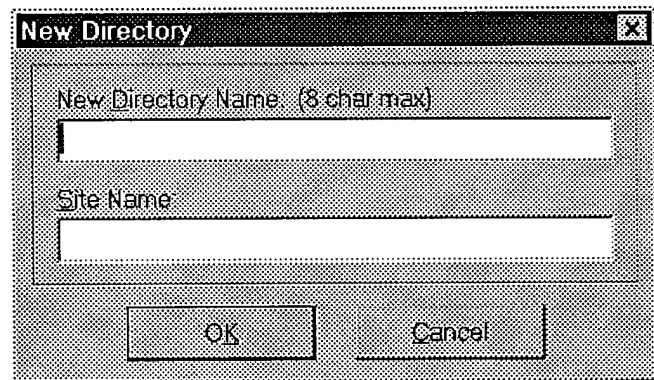 New Directory
New Directory Name: (8 char max)
Site Name:
OK
Cancel